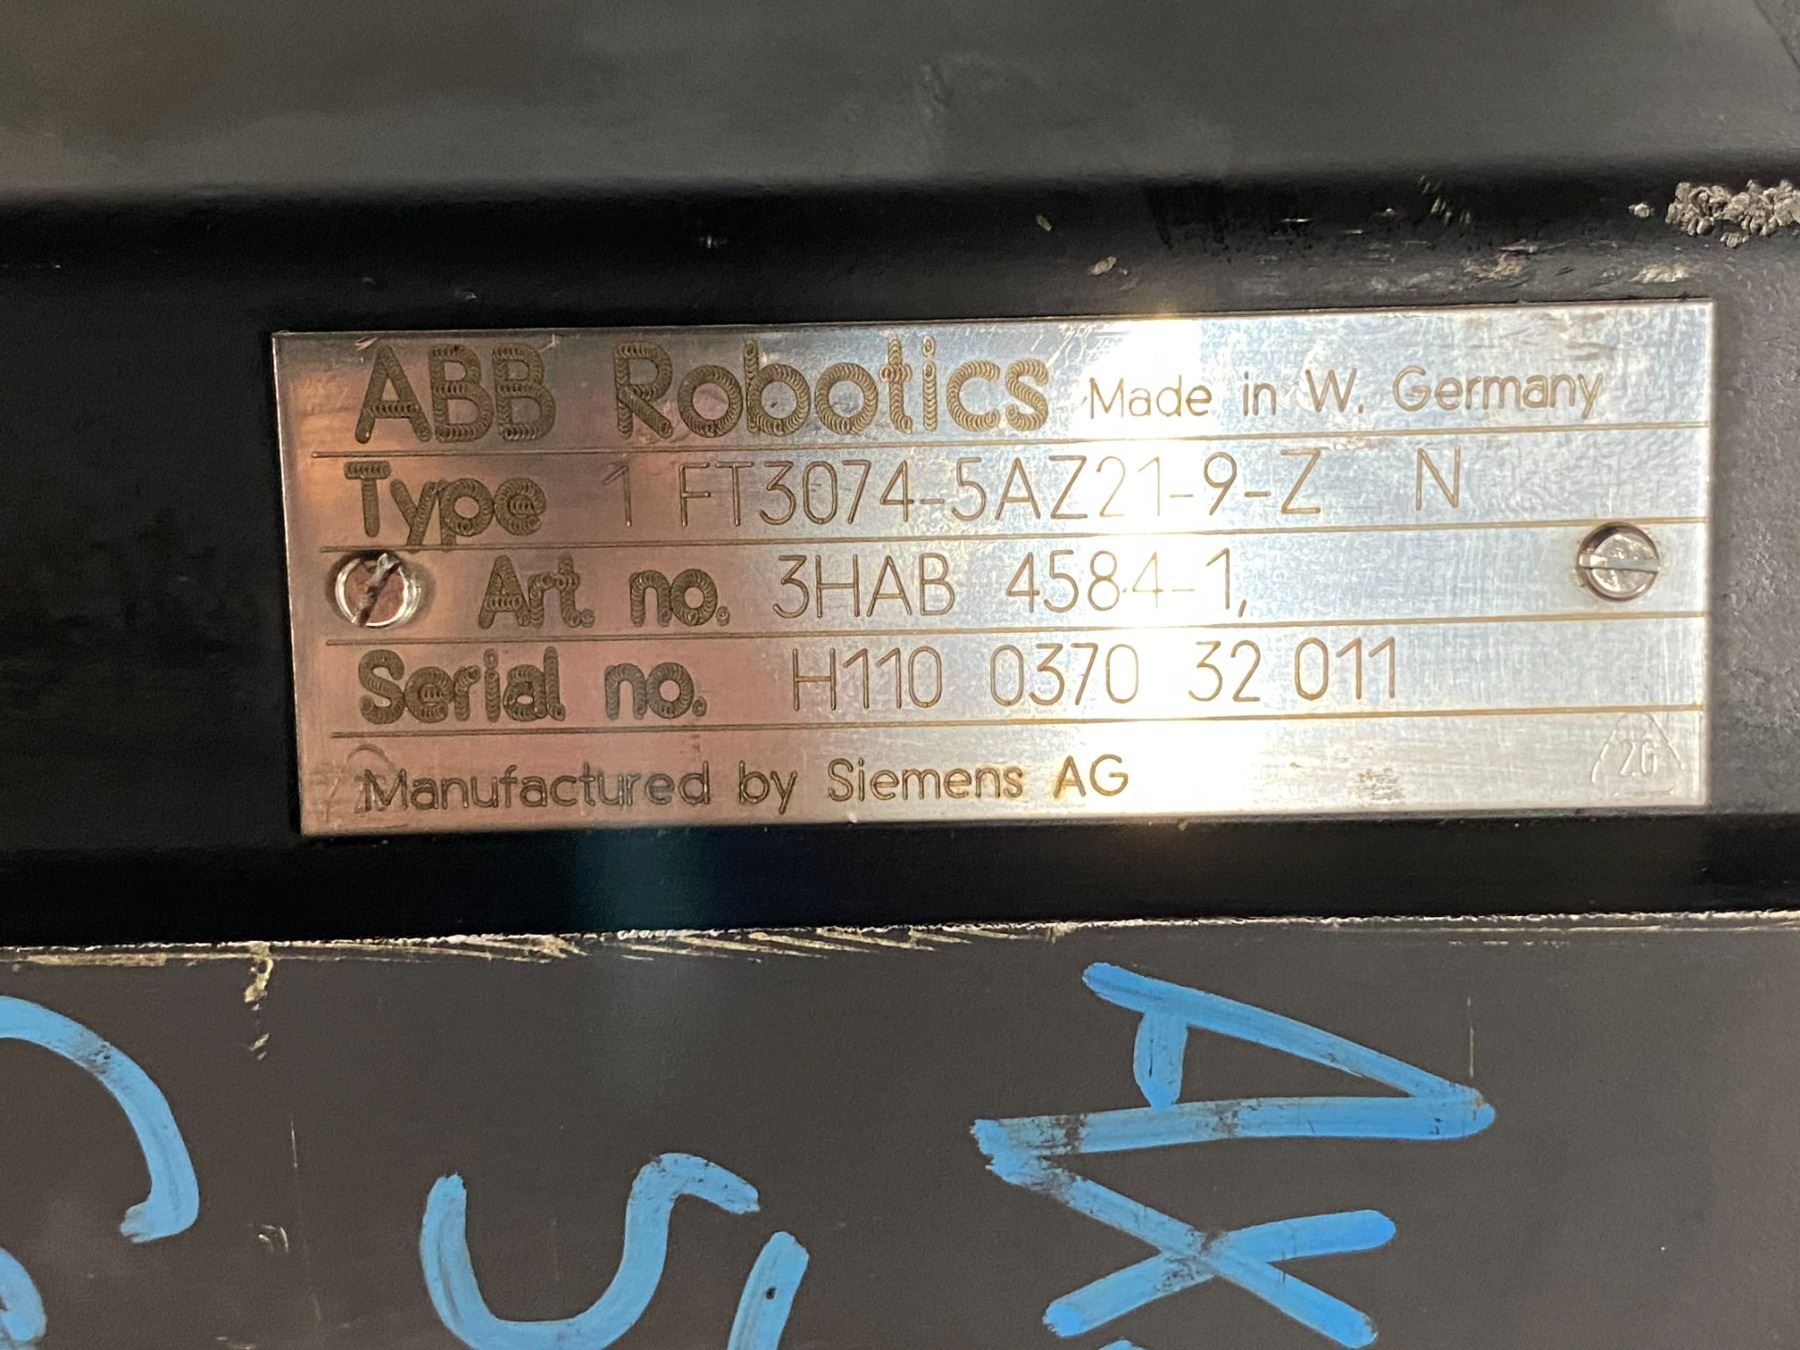 ABB Robotics Made in W. Germany
Type 1 FT3074-5AZ21-9-Z N
Art. no. 3HAB 4584-1,
Serial no. H110 0370 32 011
Manufactured by Siemens AG
2.G